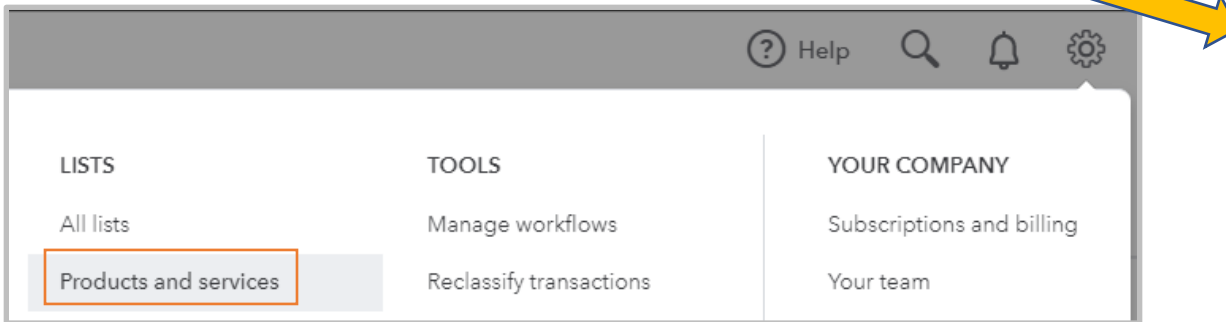 ? Help
LISTS TOOLS YOUR COMPANY
All lists Manage workflows Subscriptions and billing
Products and services Reclassify transactions Your team